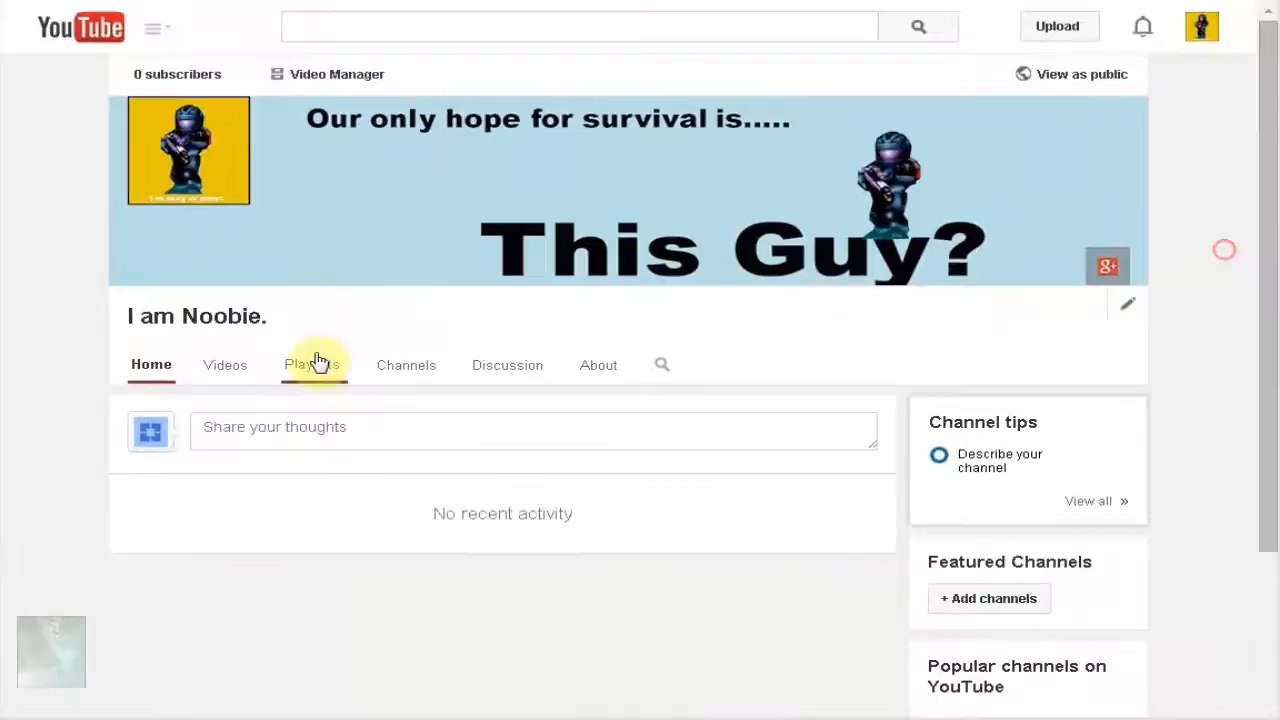 YouTube
Upload
0 subscribers
Video Manager
View as public
Our only hope for survival is.....
This Guy?
g+
I am Noobie.
Home
Videos
Channels
Discussion
About
Share your thoughts
Channel tips
Describe your
channel
View all »
No recent activity
Featured Channels
+ Add channels
Popular channels on
YouTube